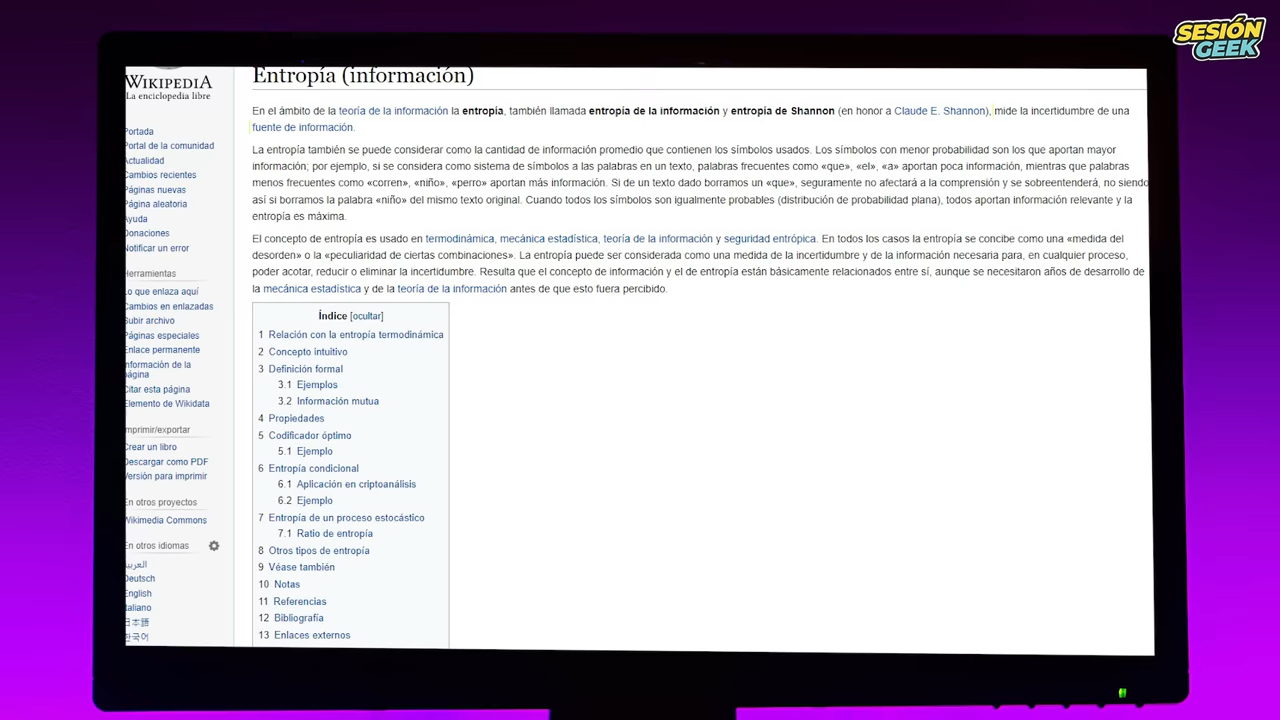 SESIÓN
GEEK
WIKIPEDIA
La enciclopedia libre
Portada
Portal de la comunidad
Actualidad
Cambios recientes
Páginas nuevas
Página aleatoria
Ayuda
Donaciones
Notificar un error
Herramientas
Lo que enlaza aquí
Cambios en enlazadas
Subir archivo
Páginas especiales
Enlace permanente
Información de la
página
Citar esta página
Elemento de Wikidata
Imprimir/exportar
Crear un libro
Descargar como PDF
Versión para imprimir
En otros proyectos
Wikimedia Commons
En otros idiomas
العربية
Deutsch
English
Italiano
日本語
한국어
Entropía (información)
En el ámbito de la teoría de la información la entropía, también llamada entropía de la información y entropía de Shannon (en honor a Claude E. Shannon), mide la incertidumbre de una
fuente de información.
La entropía también se puede considerar como la cantidad de información promedio que contienen los símbolos usados. Los símbolos con menor probabilidad son los que aportan mayor
información; por ejemplo, si se considera como sistema de símbolos a las palabras en un texto, palabras frecuentes como «que», «el», «a» aportan poca información, mientras que palabras
menos frecuentes como «corren», «niño», «perro» aportan más información. Si de un texto dado borramos un «que», seguramente no afectará a la comprensión y se sobreentenderá, no siendo
así si borramos la palabra «niño» del mismo texto original. Cuando todos los símbolos son igualmente probables (distribución de probabilidad plana), todos aportan información relevante y la
entropía es máxima.
El concepto de entropía es usado en termodinámica, mecánica estadística, teoría de la información y seguridad entrópica. En todos los casos la entropía se concibe como una «medida del
desorden» o la «peculiaridad de ciertas combinaciones». La entropía puede ser considerada como una medida de la incertidumbre y de la información necesaria para, en cualquier proceso,
poder acotar, reducir o eliminar la incertidumbre. Resulta que el concepto de información y el de entropía están básicamente relacionados entre sí, aunque se necesitaron años de desarrollo de
la mecánica estadística y de la teoría de la información antes de que esto fuera percibido.
Índice [ocultar]
1 Relación con la entropía termodinámica
2 Concepto intuitivo
3 Definición formal
3.1 Ejemplos
3.2 Información mutua
4 Propiedades
5 Codificador óptimo
5.1 Ejemplo
6 Entropía condicional
6.1 Aplicación en criptoanálisis
6.2 Ejemplo
7 Entropía de un proceso estocástico
7.1 Ratio de entropía
8 Otros tipos de entropía
9 Véase también
10 Notas
11 Referencias
12 Bibliografía
13 Enlaces externos